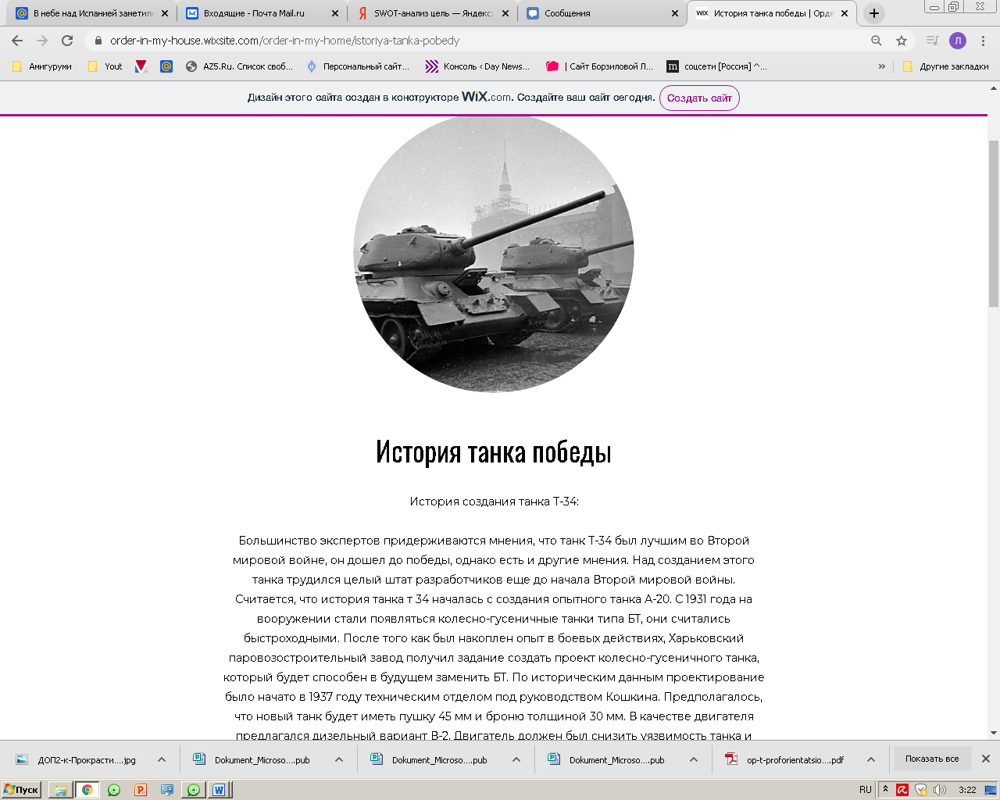 В небе над Испанией заметил
Входящие - Почта Mail.ru
SWOT-анализ цель — Яндекс
Сообщения
История танка победы | Орде
order-in-my-house.wixsite.com/order-in-my-home/istoriya-tanka-pobedy
Л
Амигуруми
Yout
AZ5.Ru. Список своб...
Персональный сайт...
Консоль ‹ Day News...
| Сайт Борзиловой Л...
соцсети [Россия] ^...
»
Другие закладки
Дизайн этого сайта создан в конструкторе WiX.com. Создайте ваш сайт сегодня. Создать сайт
История танка победы
История создания танка Т-34:
Большинство экспертов придерживаются мнения, что танк Т-34 был лучшим во Второй
мировой войне, он дошел до победы, однако есть и другие мнения. Над созданием этого
танка трудился целый штат разработчиков еще до начала Второй мировой войны.
Считается, что история танка т 34 началась с создания опытного танка А-20. С 1931 года на
вооружении стали появляться колесно-гусеничные танки типа БТ, они считались
быстроходными. После того как был накоплен опыт в боевых действиях, Харьковский
паровозостроительный завод получил задание создать проект колесно-гусеничного танка,
который будет способен в будущем заменить БТ. По историческим данным проектирование
было начато в 1937 году техническим отделом под руководством Кошкина. Предполагалось,
что новый танк будет иметь пушку 45 мм и броню толщиной 30 мм. В качестве двигателя
предлагался дизельный вариант В-2. Двигатель должен был снизить уязвимость танка и
ДОП2-к-Прокрасти....jpg
Dokument_Microso....pub
Dokument_Microso....pub
Dokument_Microso....pub
op-t-proforientatsio....pdf
Показать все
Пуск
RU
3:22